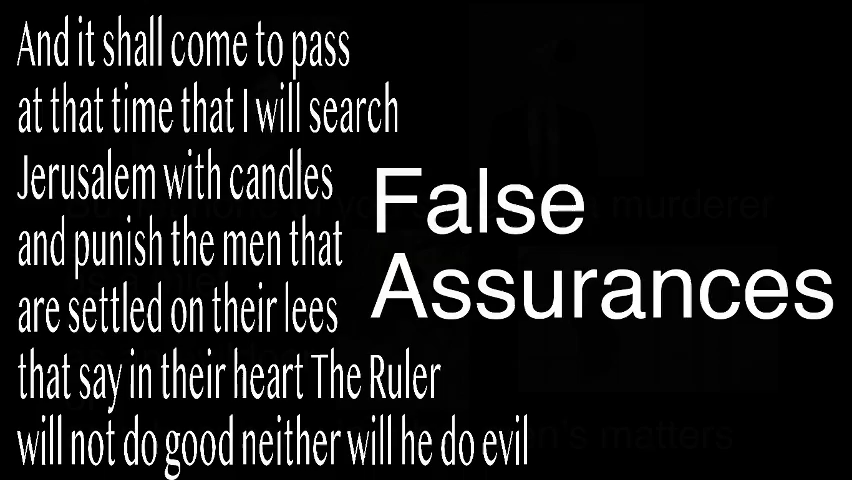 And it shall come to pass
at that time that I will search
Jerusalem with candles
and punish the men that
are settled on their lees
that say in their heart The Ruler
will not do good neither will he do evil
False
Assurances
a murderer
n's matters